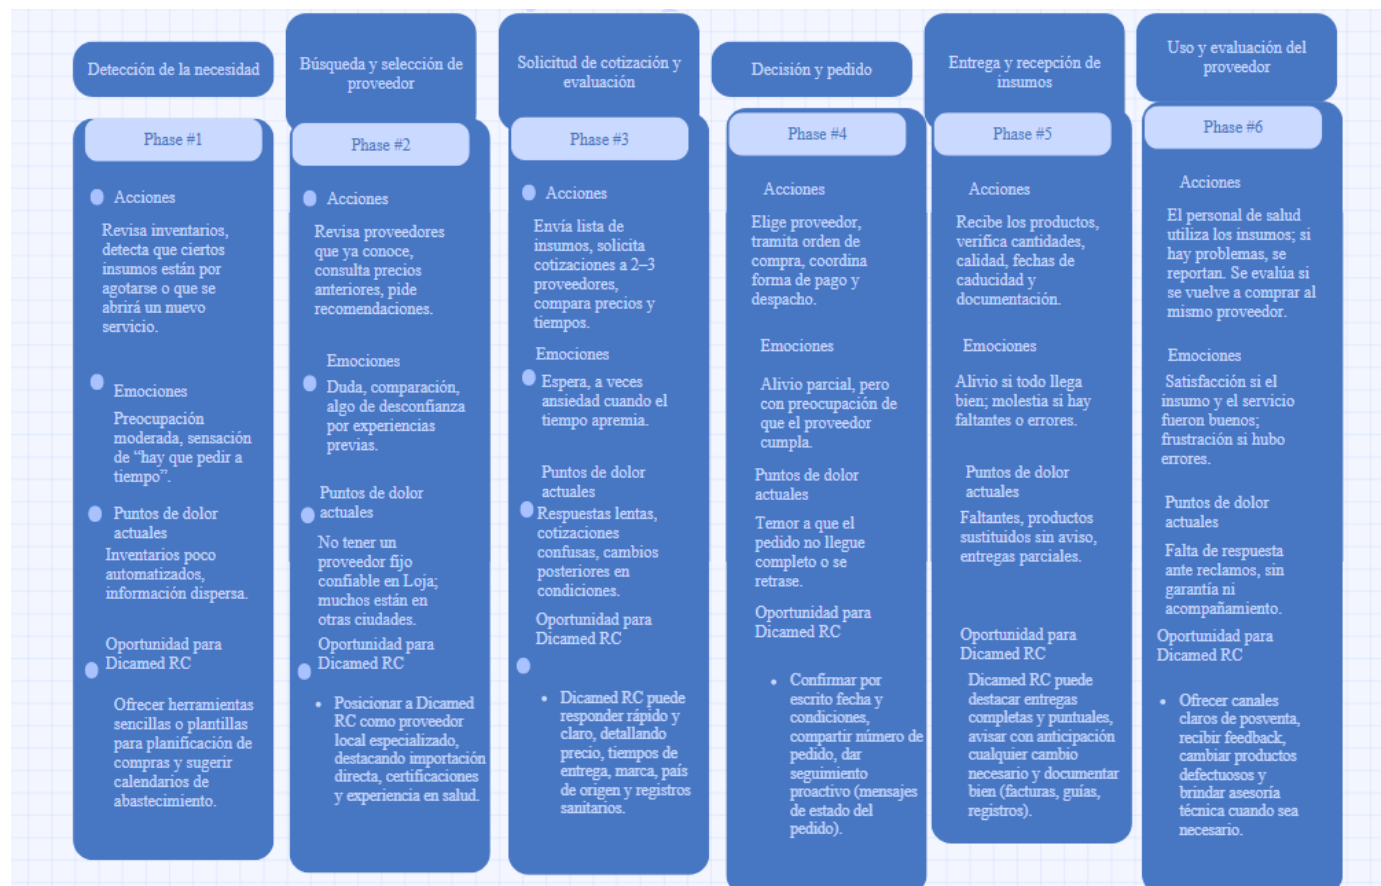 Detección de la necesidad
Phase #1
Acciones
Revisa inventarios,
detecta que ciertos
insumos están por
agotarse o que se
abrirá un nuevo
servicio.
Emociones
Preocupación
moderada, sensación
de “hay que pedir a
tiempo”.
Puntos de dolor
actuales
Inventarios poco
automatizados,
información dispersa.
Oportunidad para
Dicamed RC
Ofrecer herramientas
sencillas o plantillas
para planificación de
compras y sugerir
calendarios de
abastecimiento.
Búsqueda y selección de
proveedor
Phase #2
Acciones
Revisa proveedores
que ya conoce,
consulta precios
anteriores, pide
recomendaciones.
Emociones
Duda, comparación,
algo de desconfianza
por experiencias
previas.
Puntos de dolor
actuales
No tener un
proveedor fijo
confiable en Loja;
muchos están en
otras ciudades.
Oportunidad para
Dicamed RC
• Posicionar a Dicamed
RC como proveedor
local especializado,
destacando importación
directa, certificaciones
y experiencia en salud.
Solicitud de cotización y
evaluación
Phase #3
Acciones
Envía lista de
insumos, solicita
cotizaciones a 2–3
proveedores,
compara precios y
tiempos.
Emociones
Espera, a veces
ansiedad cuando el
tiempo apremia.
Puntos de dolor
actuales
Respuestas lentas,
cotizaciones
confusas, cambios
posteriores en
condiciones.
Oportunidad para
Dicamed RC
• Dicamed RC puede
responder rápido y
claro, detallando
precio, tiempos de
entrega, marca, país
de origen y registros
sanitarios.
Decisión y pedido
Phase #4
Acciones
Elige proveedor,
tramita orden de
compra, coordina
forma de pago y
despacho.
Emociones
Alivio parcial, pero
con preocupación de
que el proveedor
cumpla.
Puntos de dolor
actuales
Temor a que el
pedido no llegue
completo o se
retrase.
Oportunidad para
Dicamed RC
• Confirmar por
escrito fecha y
condiciones,
compartir número de
pedido, dar
seguimiento
proactivo (mensajes
de estado del
pedido).
Entrega y recepción de
insumos
Phase #5
Acciones
Recibe los productos,
verifica cantidades,
calidad, fechas de
caducidad y
documentación.
Emociones
Alivio si todo llega
bien; molestia si hay
faltantes o errores.
Puntos de dolor
actuales
Faltantes, productos
sustituidos sin aviso,
entregas parciales.
Oportunidad para
Dicamed RC
Dicamed RC puede
destacar entregas
completas y puntuales,
avisar con anticipación
cualquier cambio
necesario y documentar
bien (facturas, guías,
registros).
Uso y evaluación del
proveedor
Phase #6
Acciones
El personal de salud
utiliza los insumos; si
hay problemas, se
reportan. Se evalúa si
se vuelve a comprar al
mismo proveedor.
Emociones
Satisfacción si el
insumo y el servicio
fueron buenos;
frustración si hubo
errores.
Puntos de dolor
actuales
Falta de respuesta
ante reclamos, sin
garantía ni
acompañamiento.
Oportunidad para
Dicamed RC
• Ofrecer canales
claros de posventa,
recibir feedback,
cambiar productos
defectuosos y
brindar asesoría
técnica cuando sea
necesario.